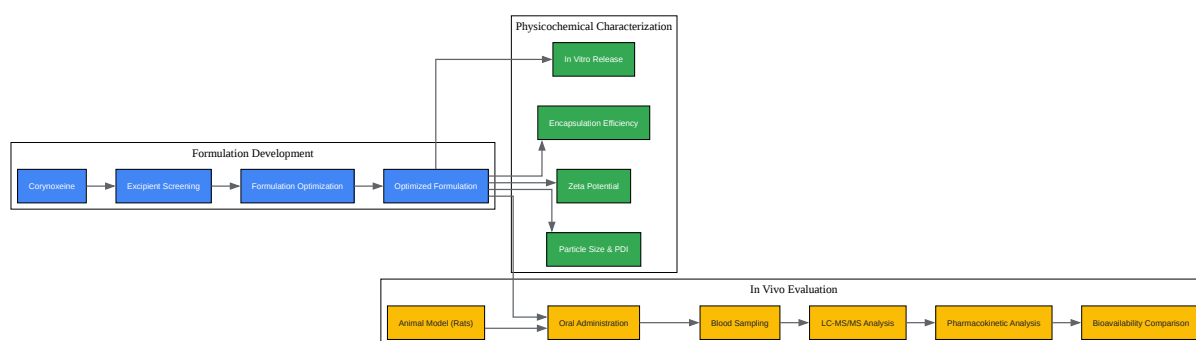 Physicochemical Characterization
In Vitro Release
Encapsulation Efficiency
Formulation Development
Corynoxeine
Excipient Screening
Formulation Optimization
Optimized Formulation
Zeta Potential
Particle Size & PDI
In Vivo Evaluation
Animal Model (Rats)
Oral Administration
Blood Sampling
LC-MS/MS Analysis
Pharmacokinetic Analysis
Bioavailability Comparison